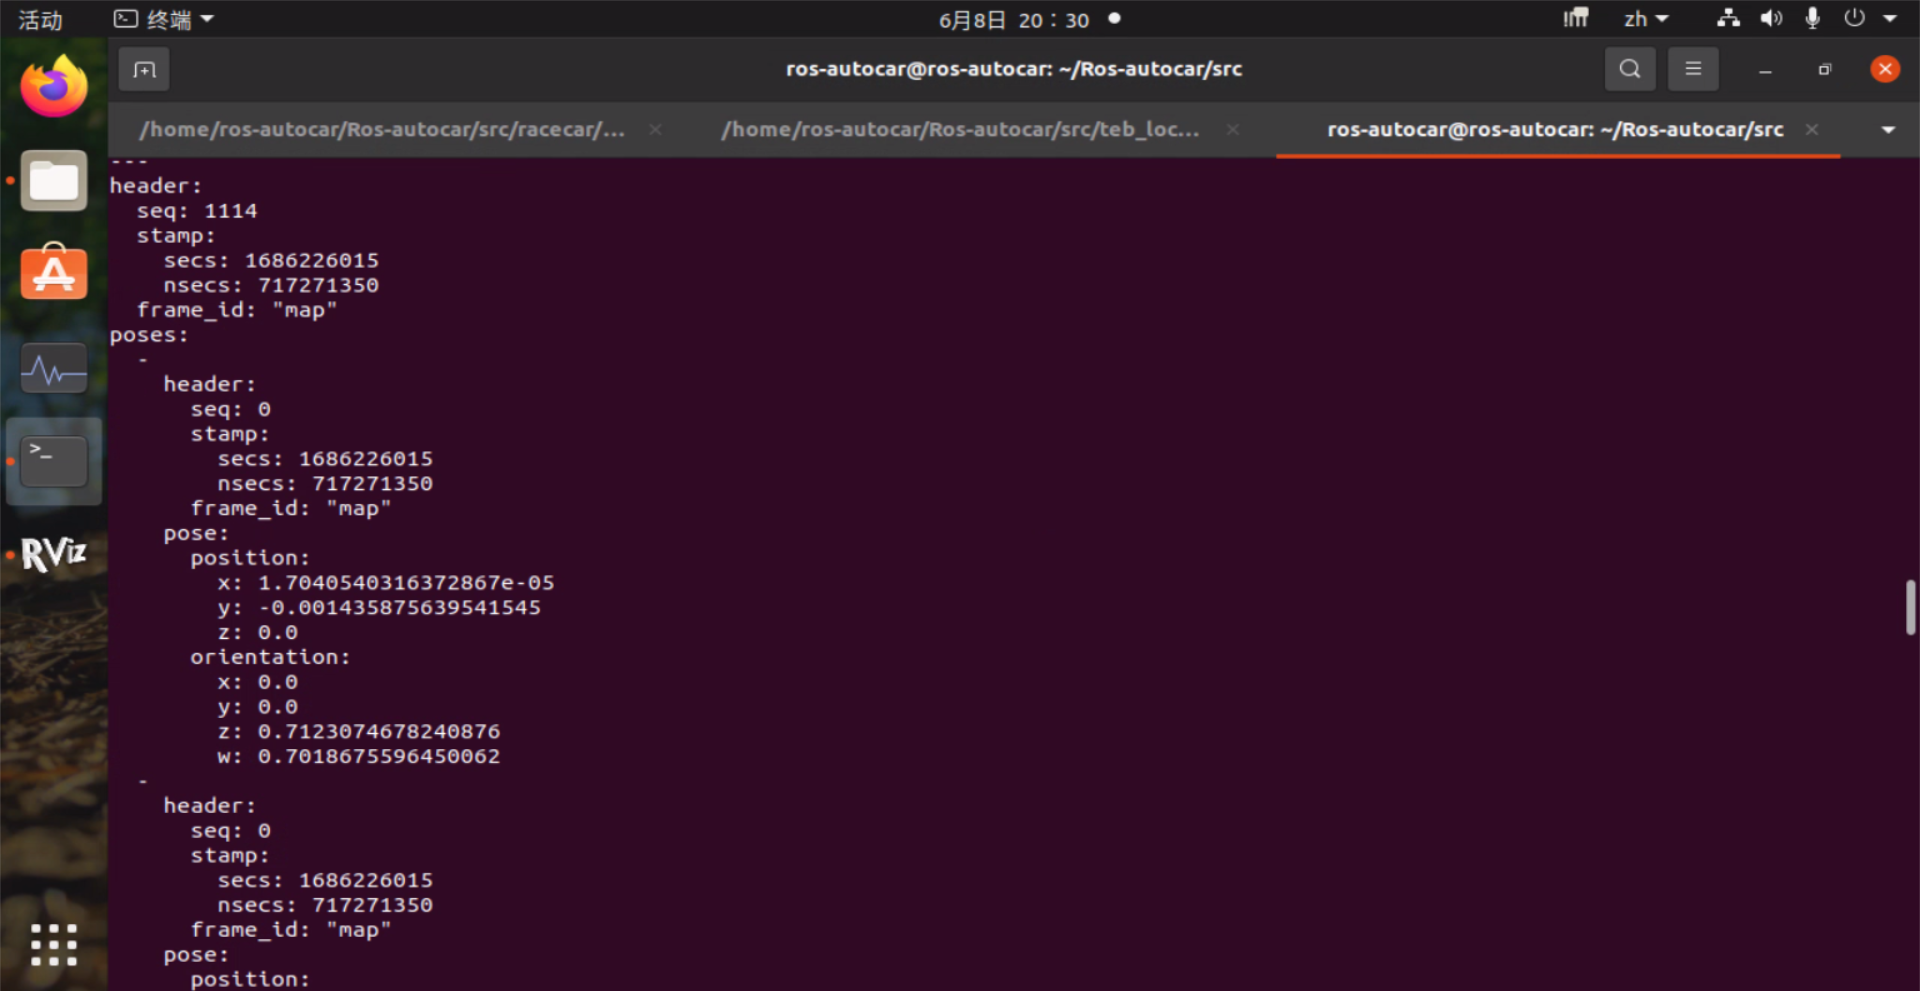 活动
终端
6月8日 20：30
zh
ros-autocar@ros-autocar: ~/Ros-autocar/src
/home/ros-autocar/Ros-autocar/src/racecar/...
/home/ros-autocar/Ros-autocar/src/teb_loc...
ros-autocar@ros-autocar: ~/Ros-autocar/src
---
header:
  seq: 1114
  stamp:
    secs: 1686226015
    nsecs: 717271350
  frame_id: "map"
poses:
  -
    header:
      seq: 0
      stamp:
        secs: 1686226015
        nsecs: 717271350
      frame_id: "map"
    pose:
      position:
        x: 1.7040540316372867e-05
        y: -0.001435875639541545
        z: 0.0
      orientation:
        x: 0.0
        y: 0.0
        z: 0.7123074678240876
        w: 0.7018675596450062
  -
    header:
      seq: 0
      stamp:
        secs: 1686226015
        nsecs: 717271350
      frame_id: "map"
    pose:
      position:
>_
RViz